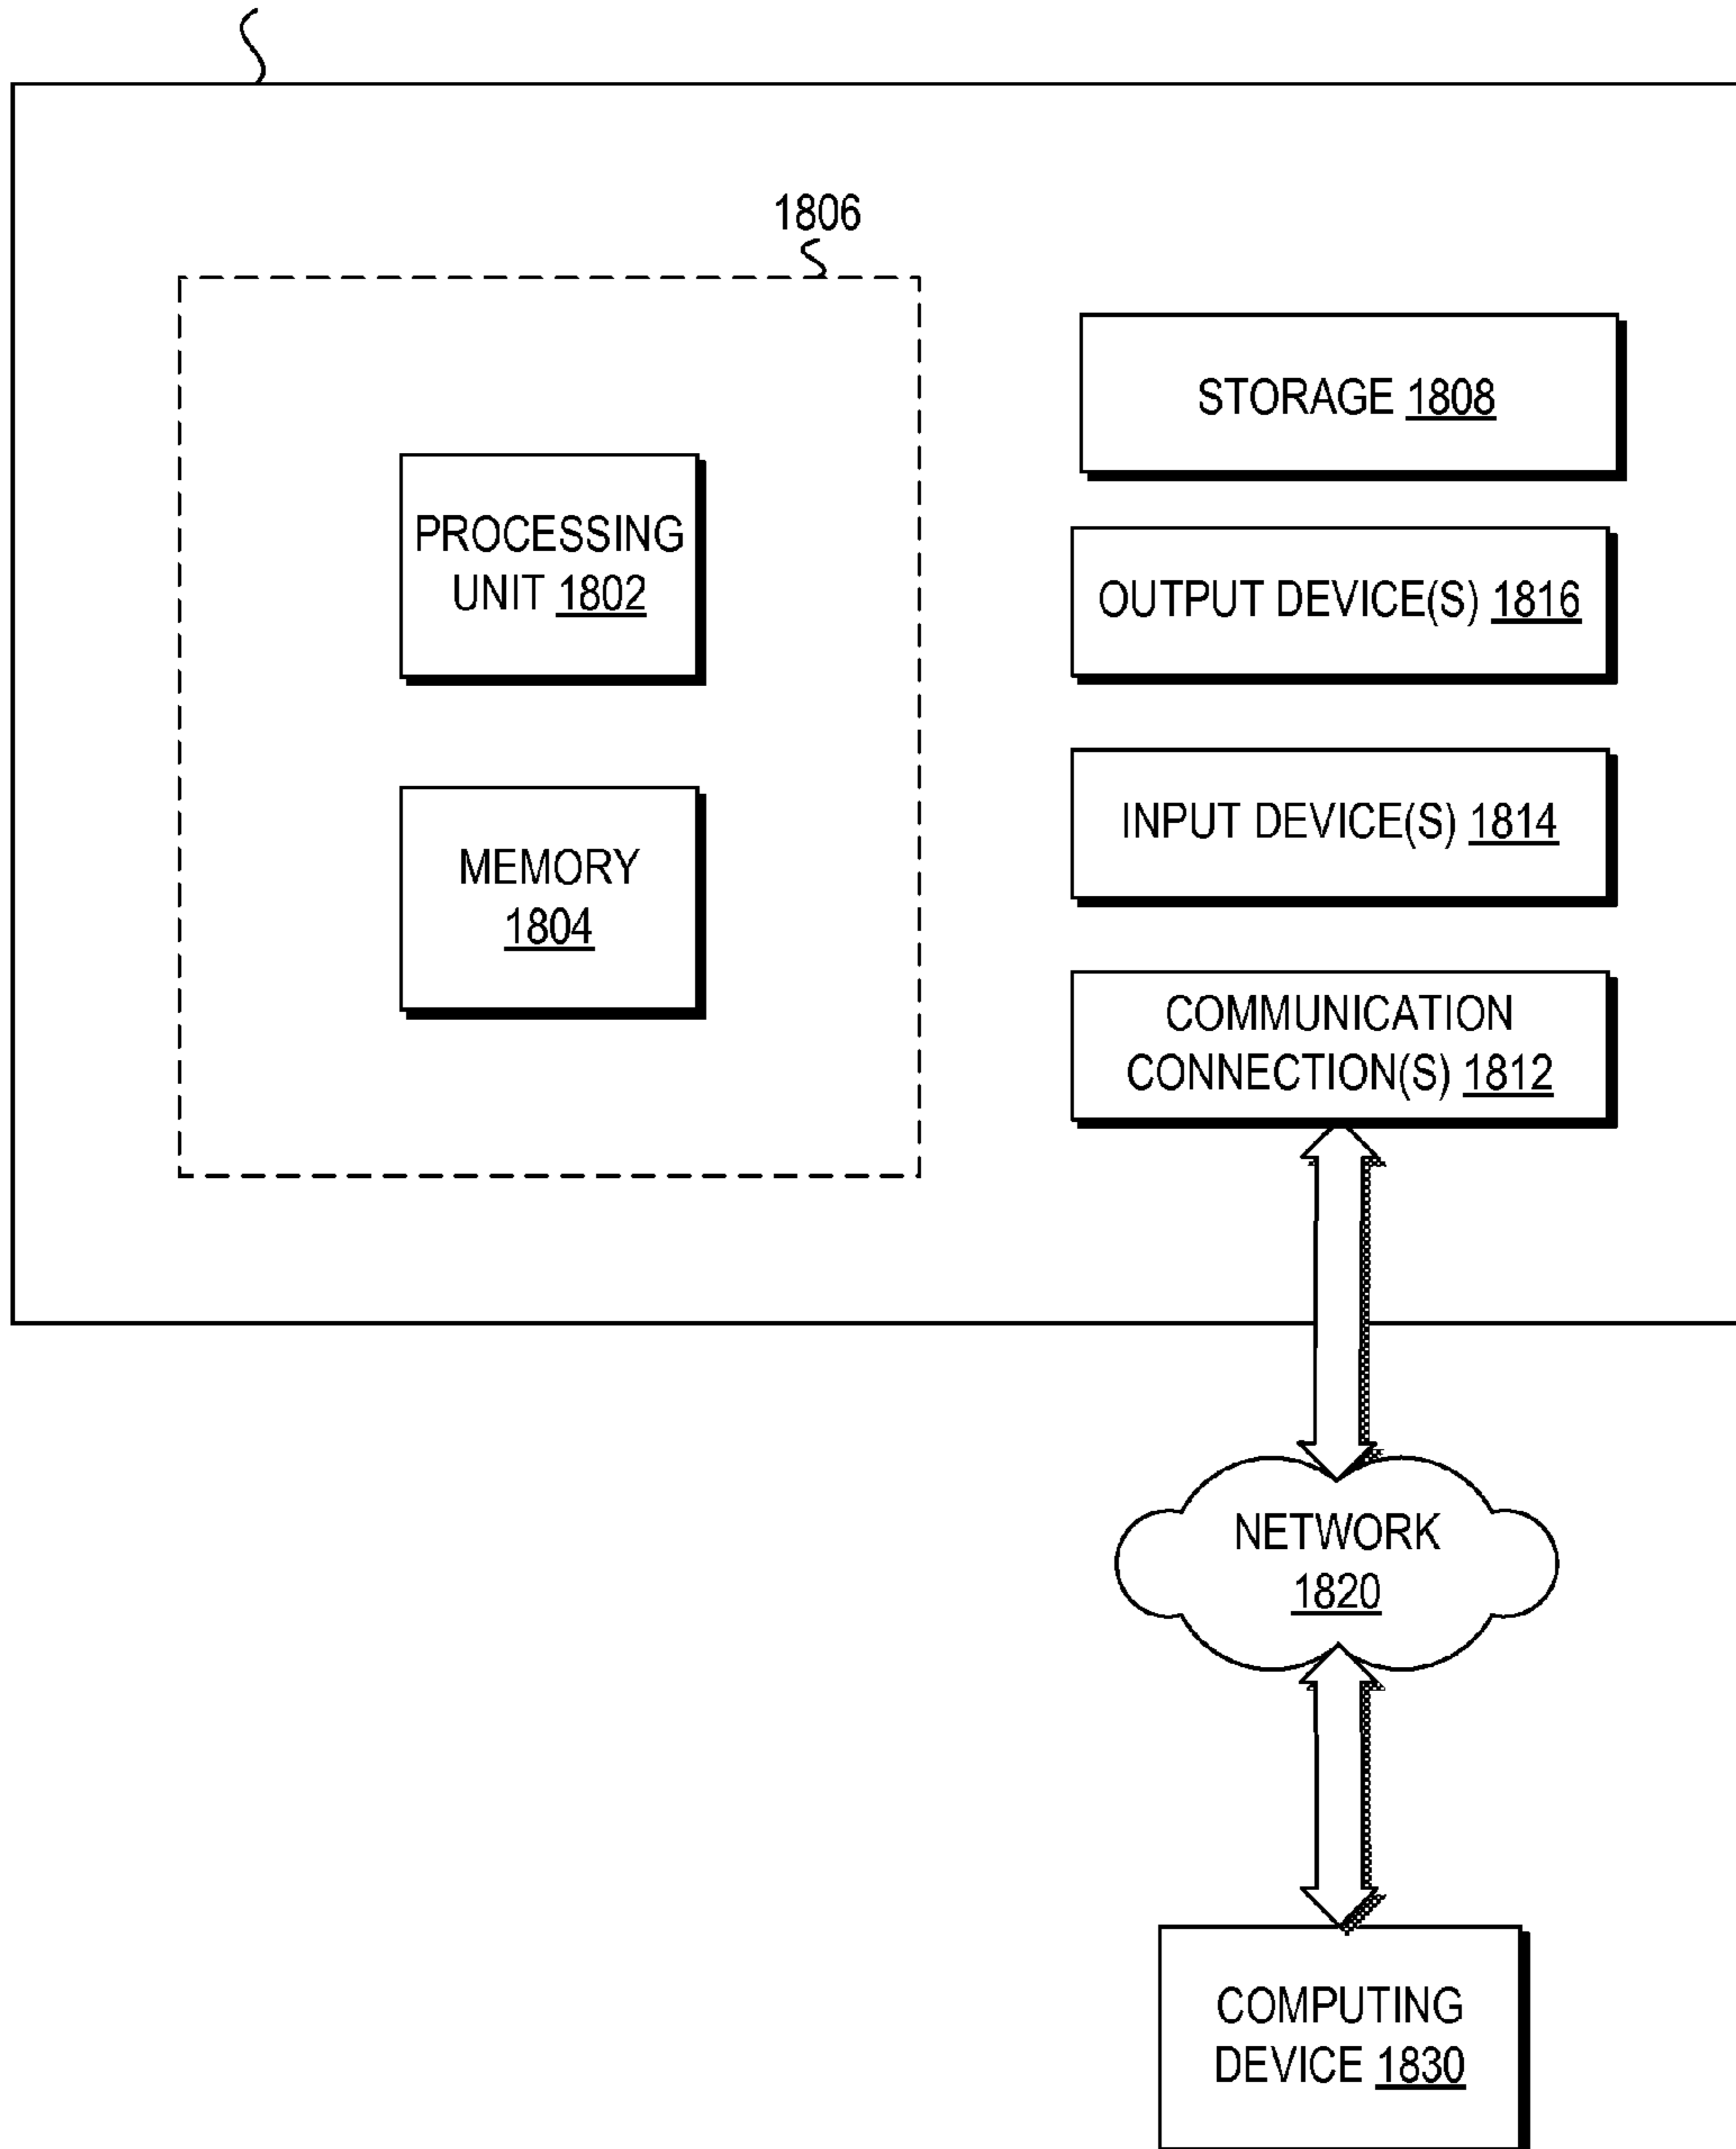 1806
PROCESSING
UNIT 1802
MEMORY
1804
STORAGE 1808
OUTPUT DEVICE(S) 1816
INPUT DEVICE(S) 1814
COMMUNICATION
CONNECTION(S) 1812
NETWORK
1820
COMPUTING
DEVICE 1830